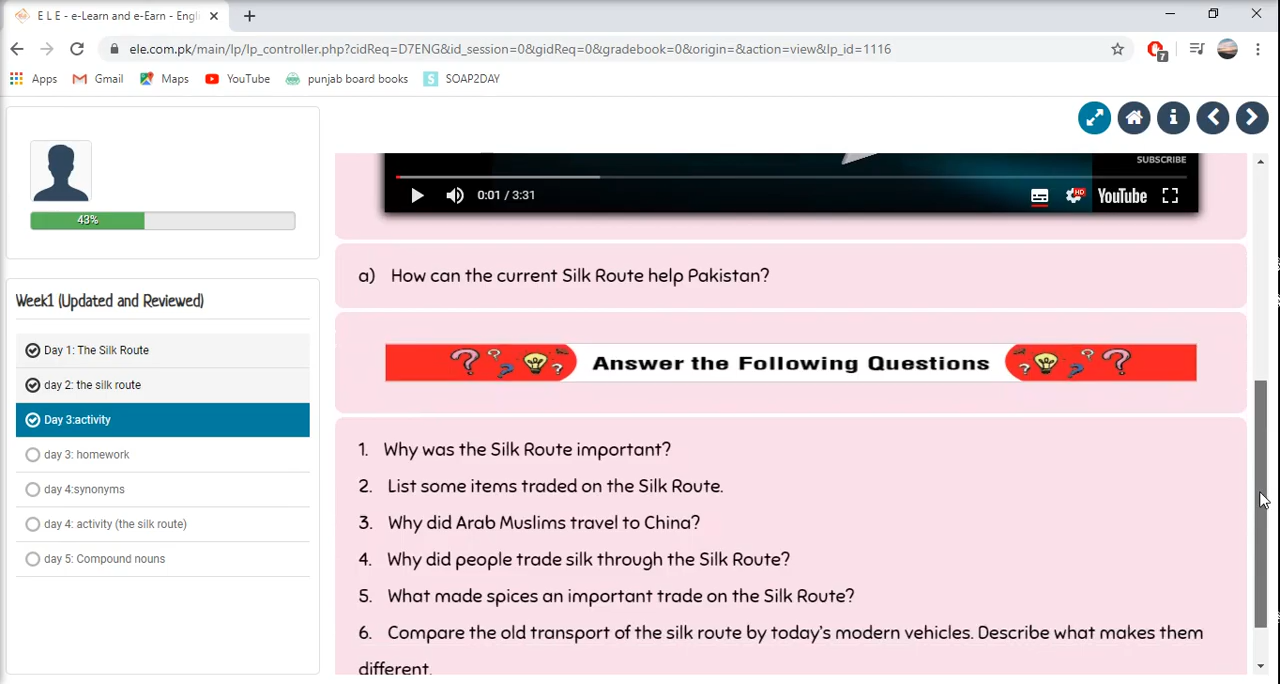 E L E - e-Learn and e-Earn - Engli
ele.com.pk/main/lp/lp_controller.php?cidReq=D7ENG&id_session=0&gidReq=0&gradebook=0&origin=&action=view&lp_id=1116
7
Apps Gmail Maps YouTube punjab board books S SOAP2DAY
SUBSCRIBE
0:01 / 3:31 HD YouTube
43%
a) How can the current Silk Route help Pakistan?
Week1 (Updated and Reviewed)
Day 1: The Silk Route
day 2: the silk route
Day 3:activity
day 3: homework
day 4:synonyms
day 4: activity (the silk route)
day 5: Compound nouns
Answer the Following Questions
1. Why was the Silk Route important?
2. List some items traded on the Silk Route.
3. Why did Arab Muslims travel to China?
4. Why did people trade silk through the Silk Route?
5. What made spices an important trade on the Silk Route?
6. Compare the old transport of the silk route by today's modern vehicles. Describe what makes them
different.